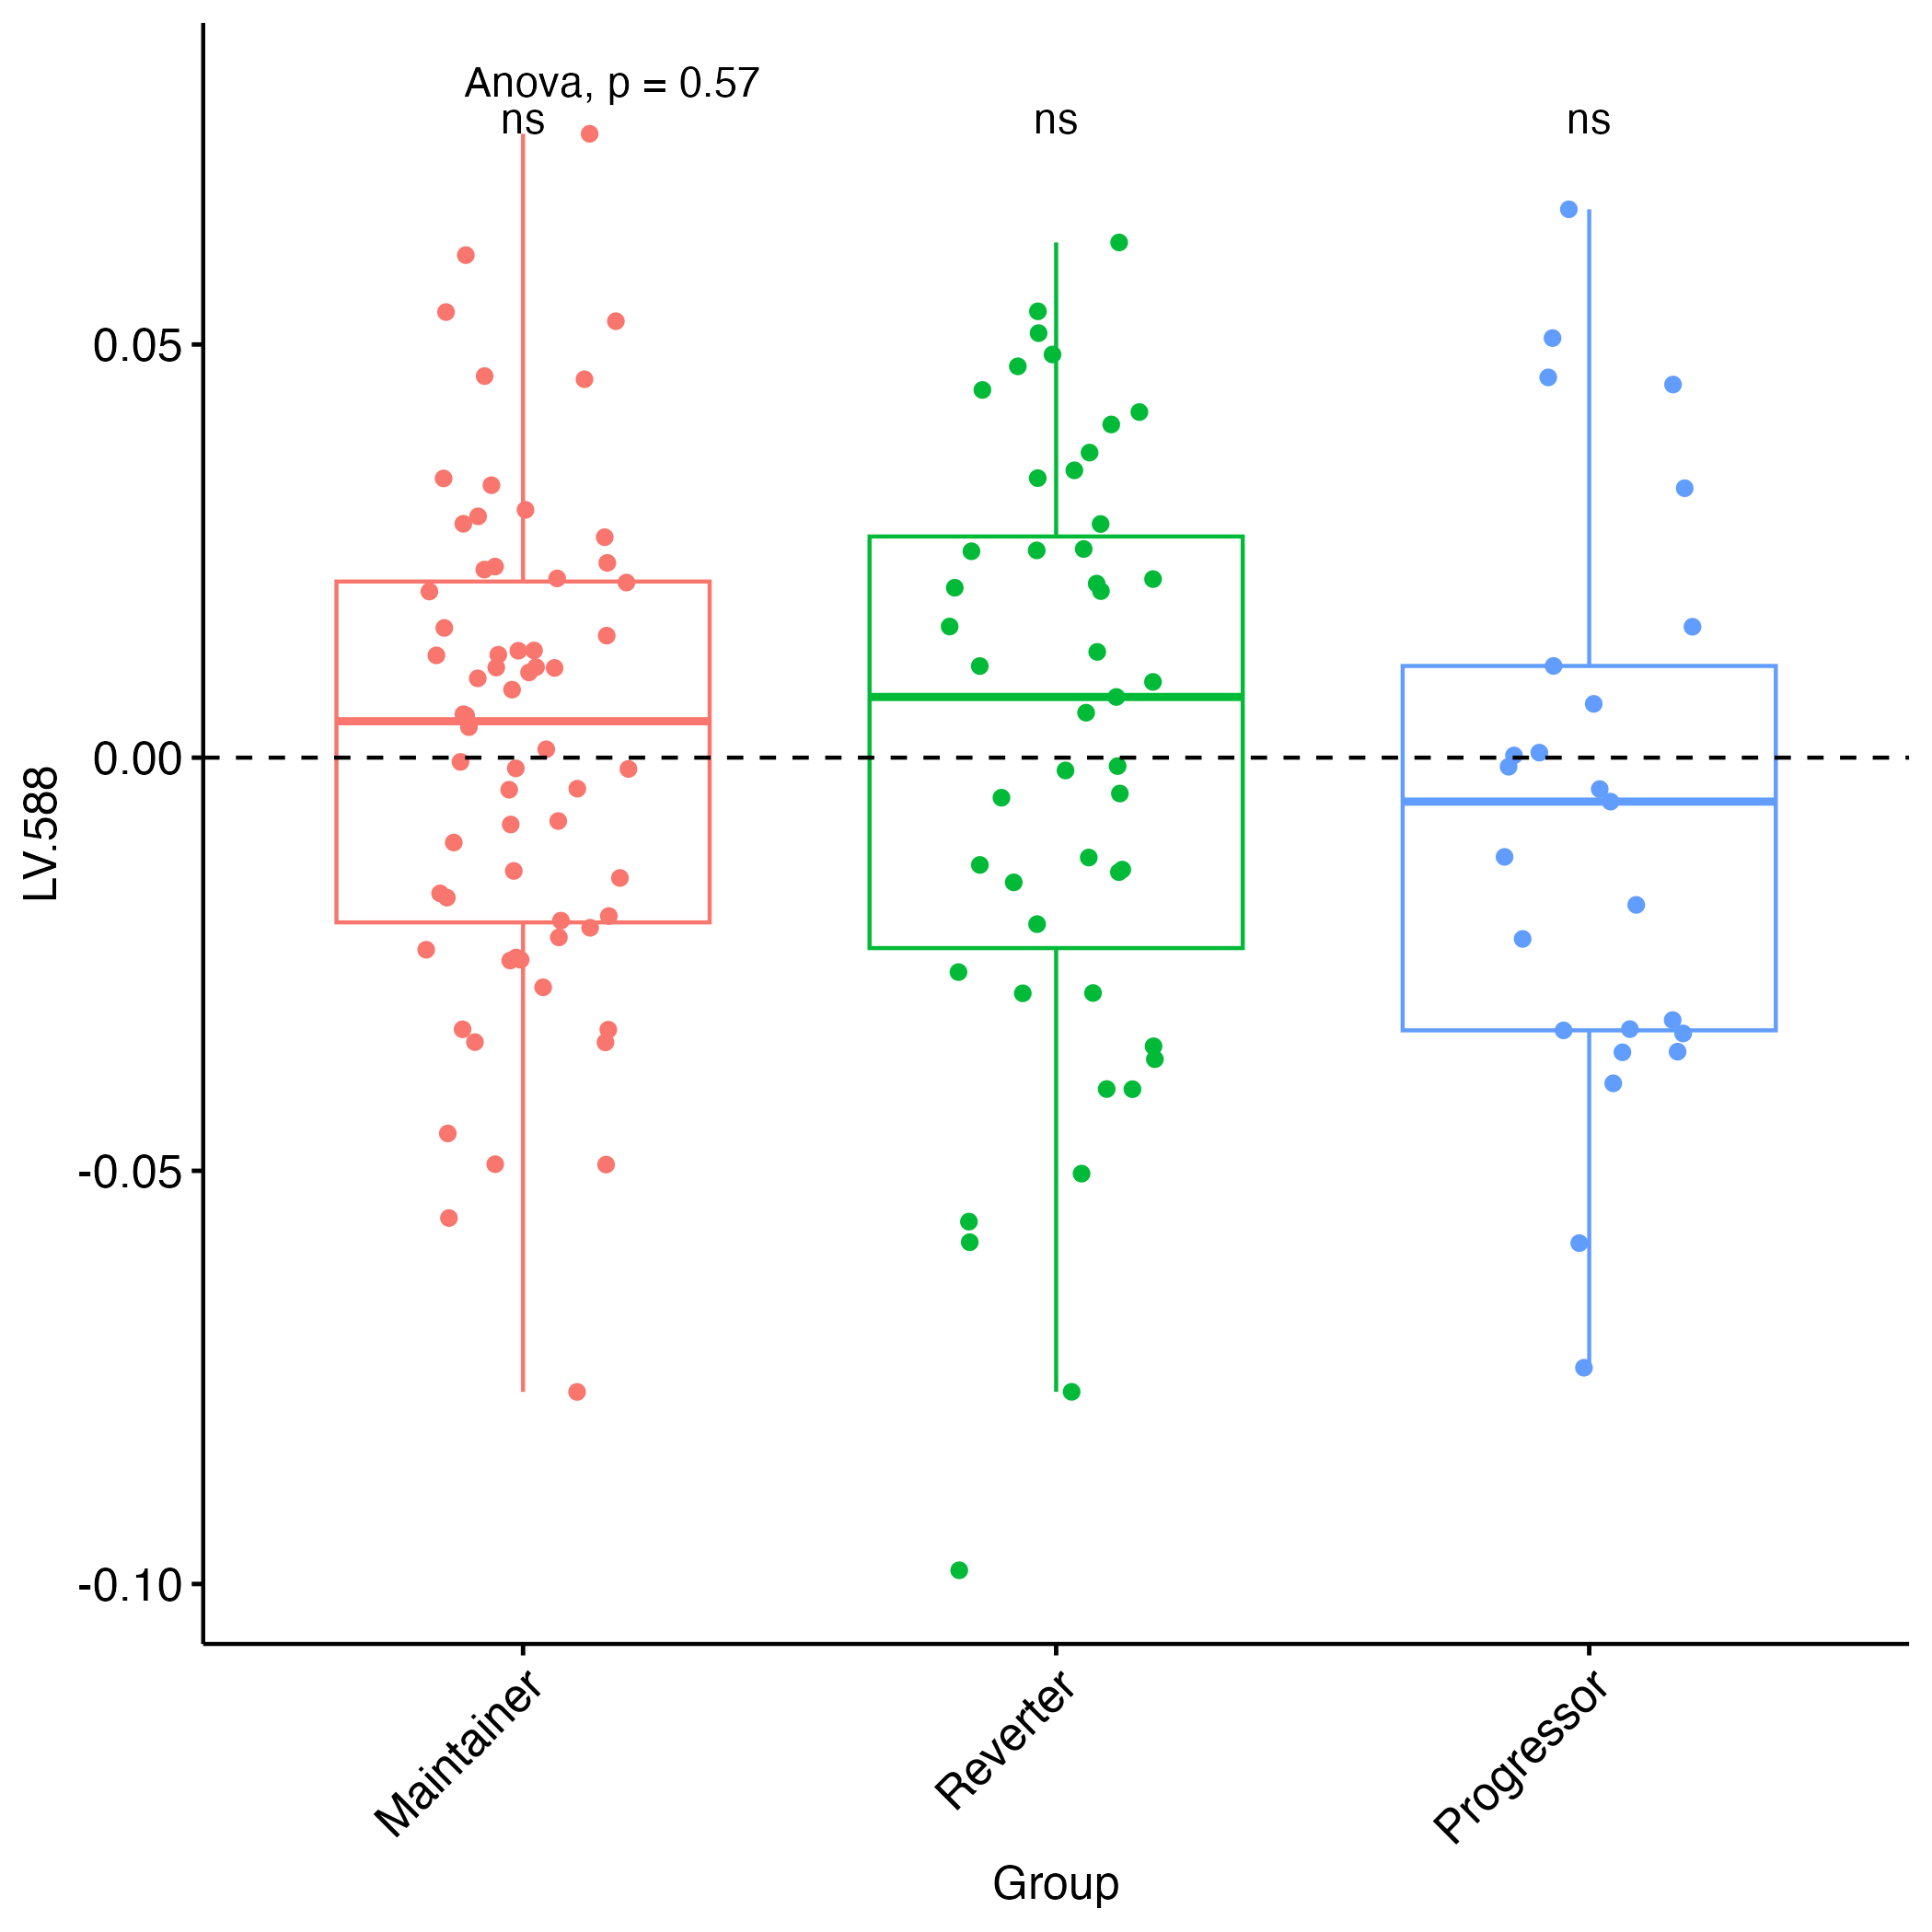 Anova, p = 0.57
ns
ns
ns
0.05
0.00
-0.05
-0.10
LV.588
Maintainer
Reverter
Progressor
Group